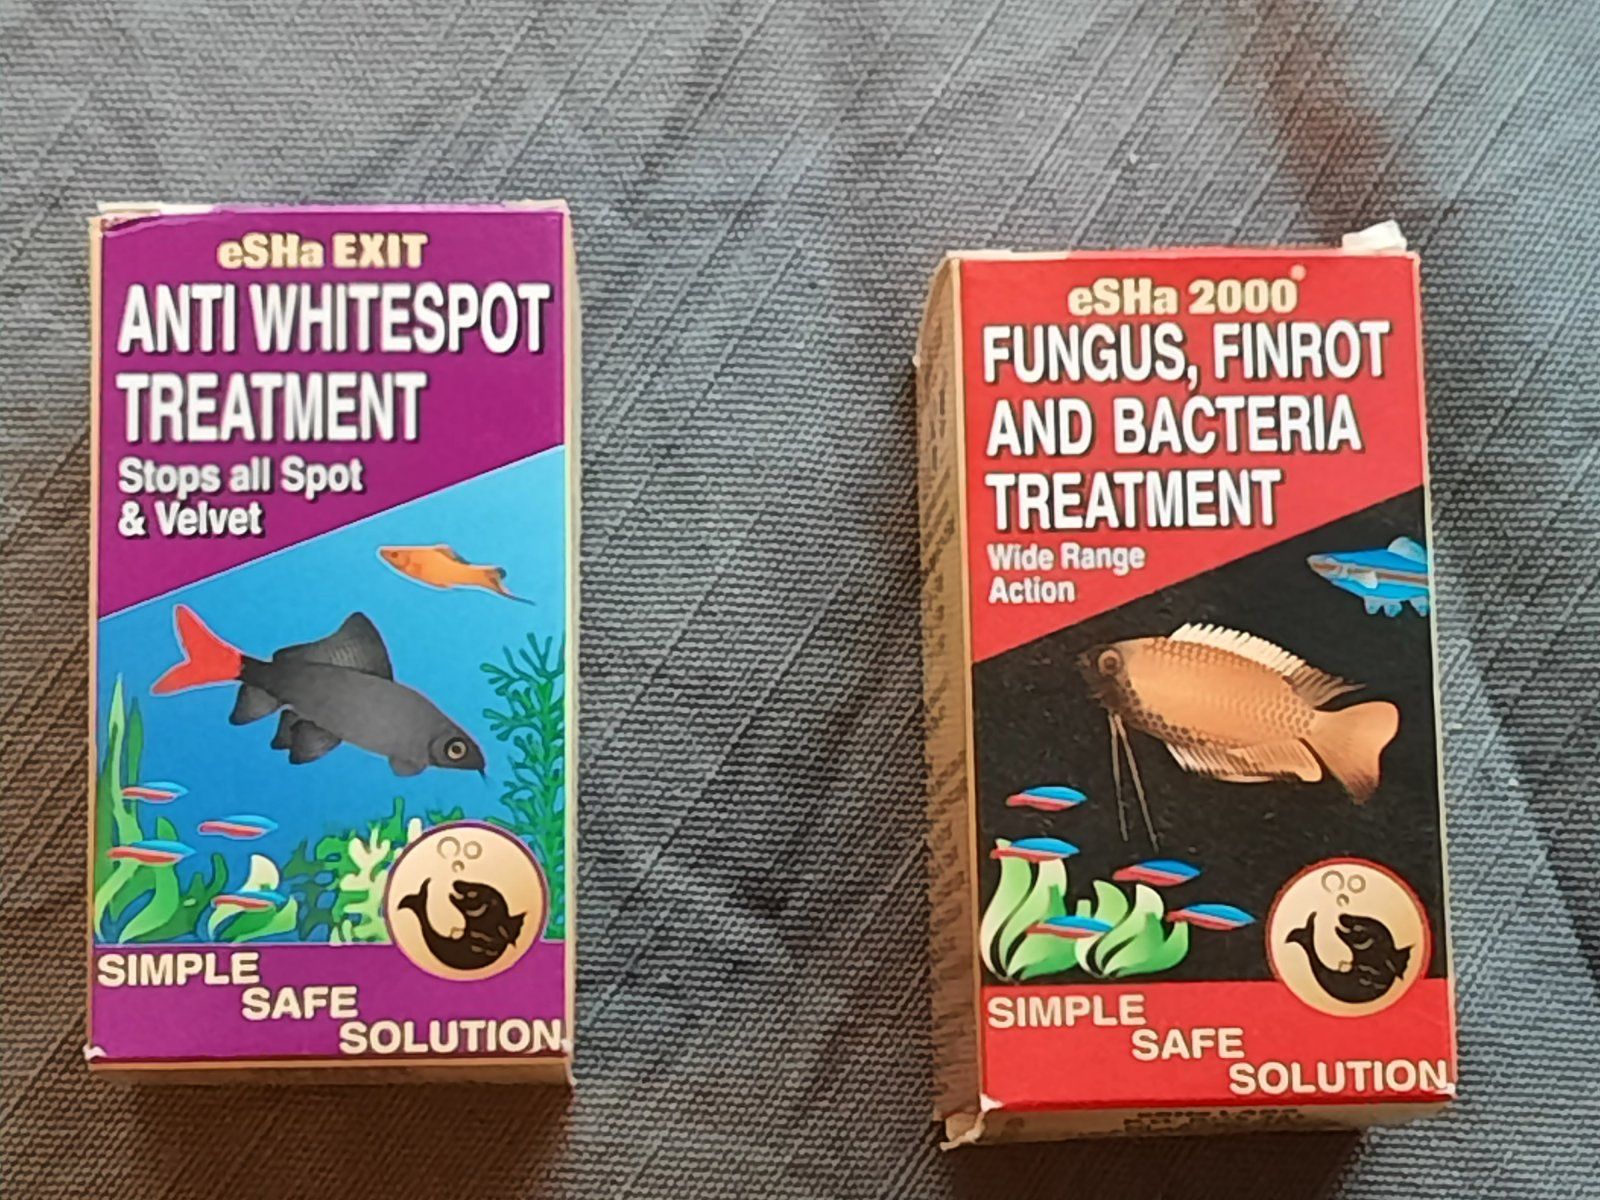 eSHa EXIT
ANTI WHITESPOT
TREATMENT
Stops all Spot
& Velvet
SIMPLE
SAFE
SOLUTION
eSHa 2000
FUNGUS, FINROT
AND BACTERIA
TREATMENT
Wide Range
Action
SIMPLE
SAFE
SOLUTION